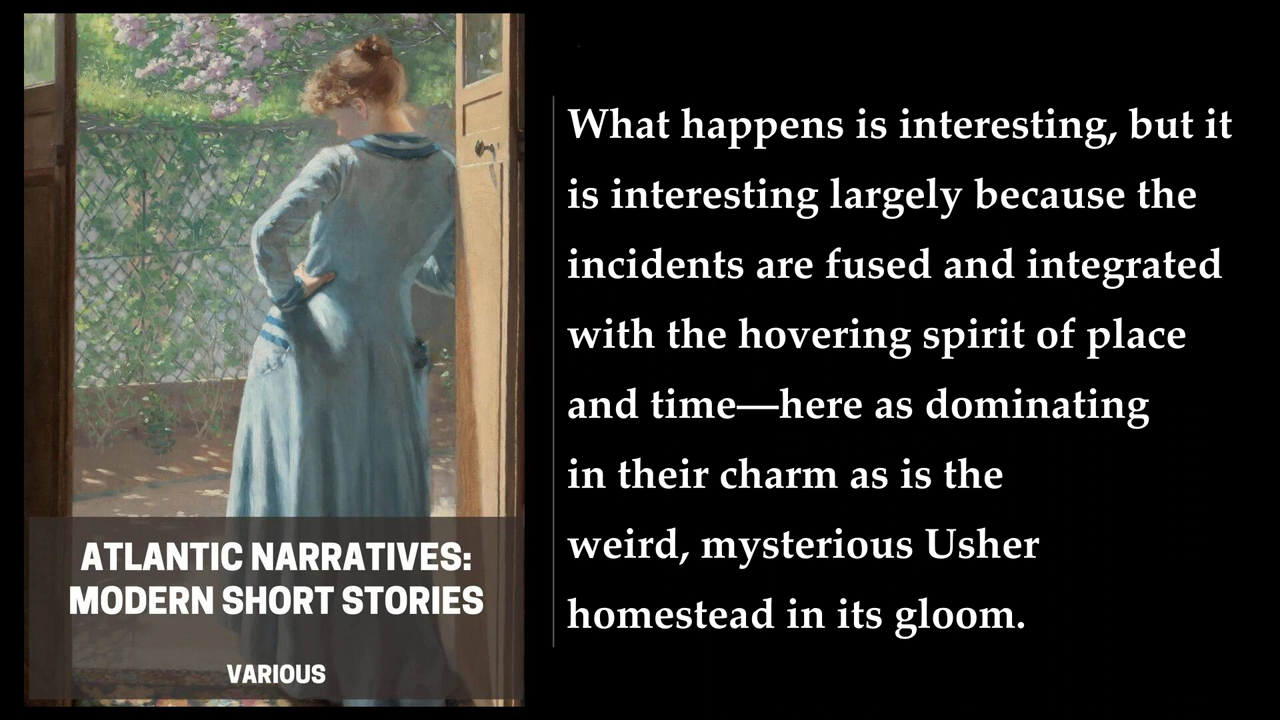 ATLANTIC NARRATIVES:
MODERN SHORT STORIES
VARIOUS
What happens is interesting, but it
is interesting largely because the
incidents are fused and integrated
with the hovering spirit of place
and time—here as dominating
in their charm as is the
weird, mysterious Usher
homestead in its gloom.